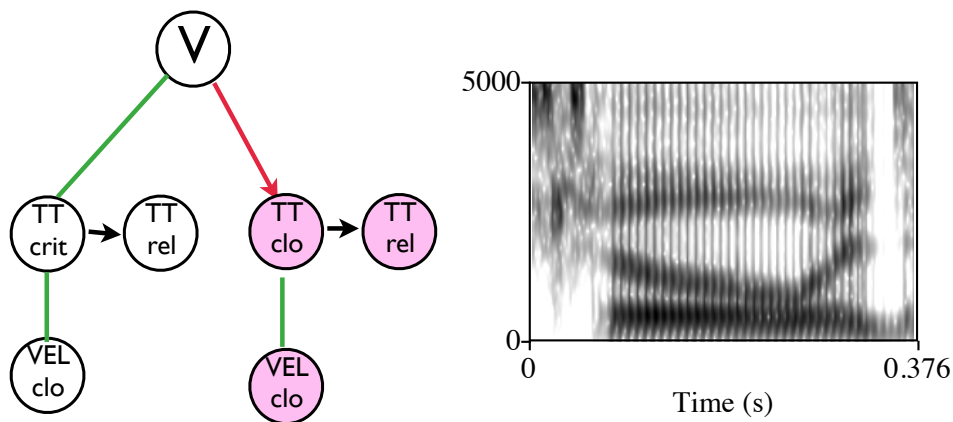 V
TT
crit
TT
rel
TT
clo
TT
rel
VEL
clo
VEL
clo
5000
0
0
0.376
Time (s)